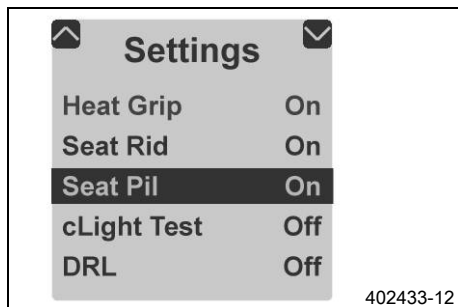 Settings
Heat Grip On
Seat Rid On
Seat Pil On
cLight Test Off
DRL Off
402433-12